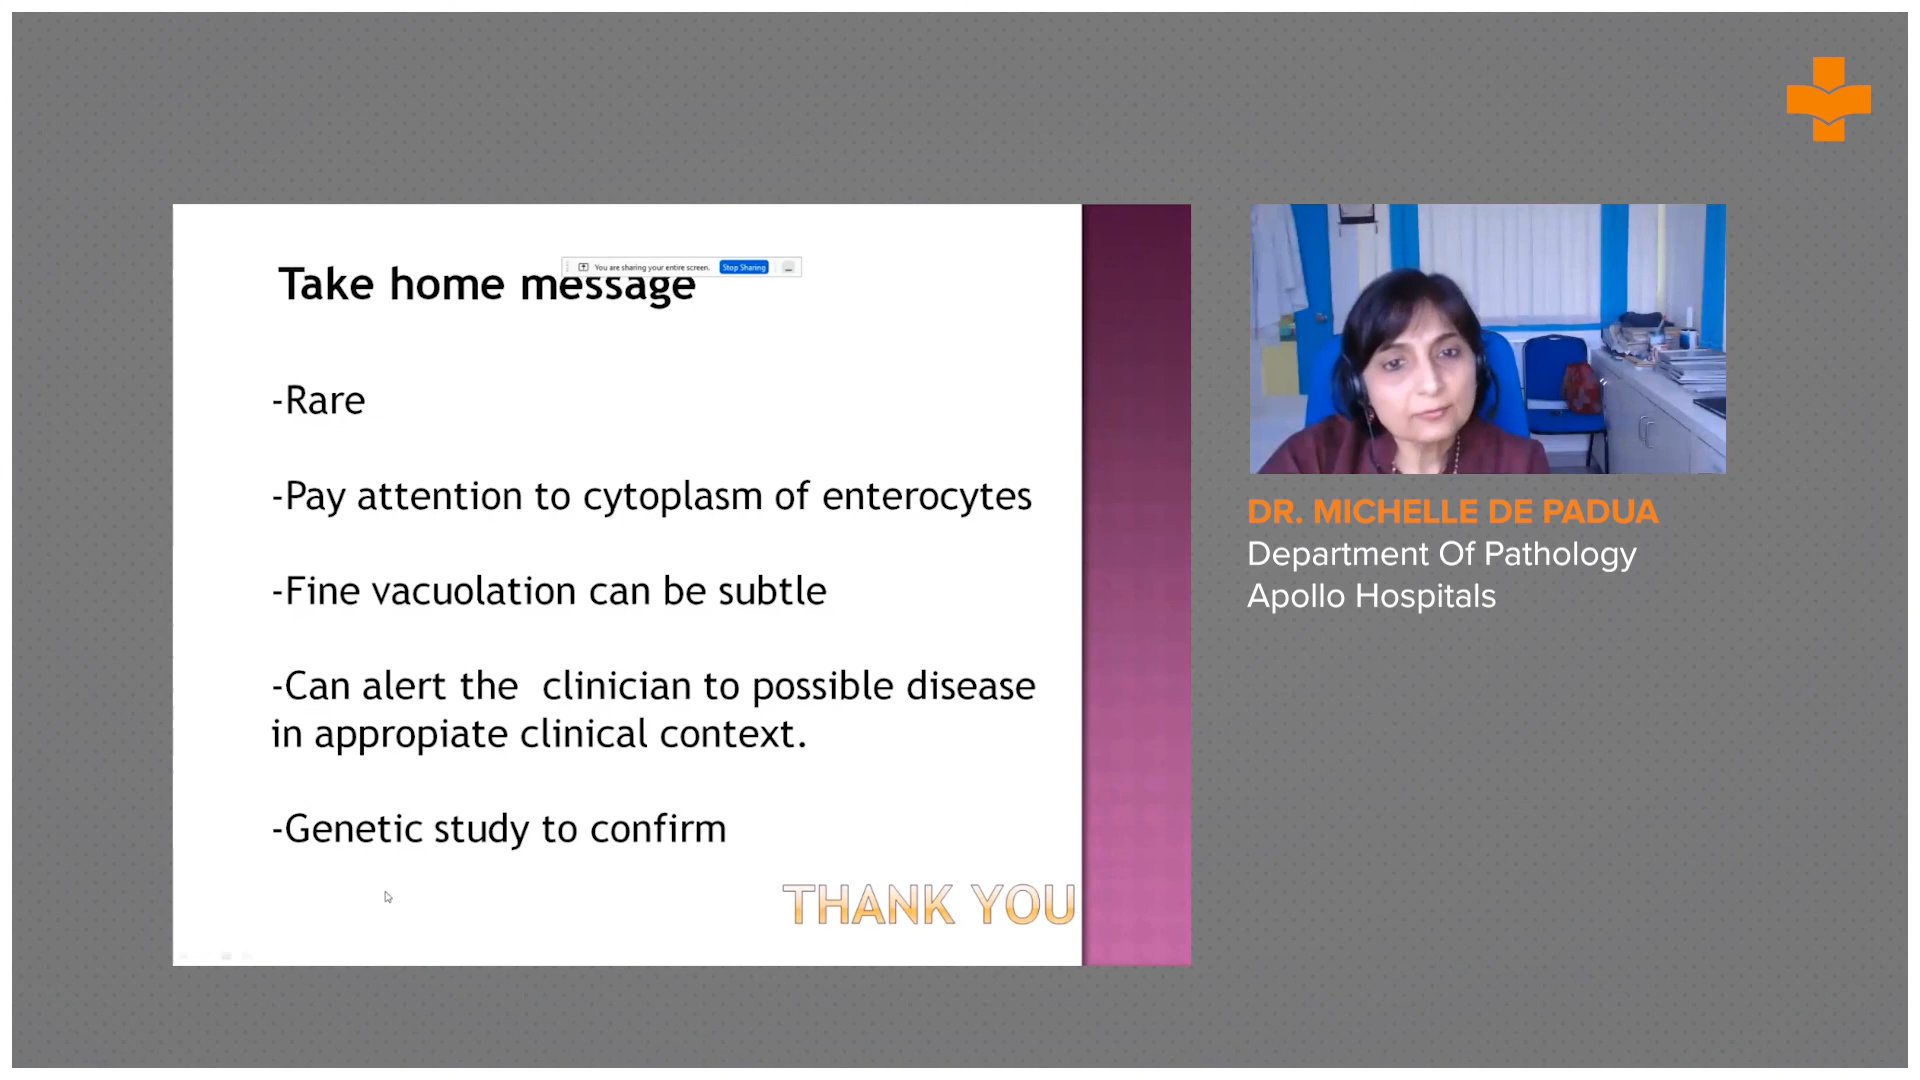 You are sharing your entire screen. Stop Sharing
Take home message
-Rare
-Pay attention to cytoplasm of enterocytes
-Fine vacuolation can be subtle
-Can alert the clinician to possible disease
in appropiate clinical context.
-Genetic study to confirm
THANK YOU
DR. MICHELLE DE PADUA
Department Of Pathology
Apollo Hospitals